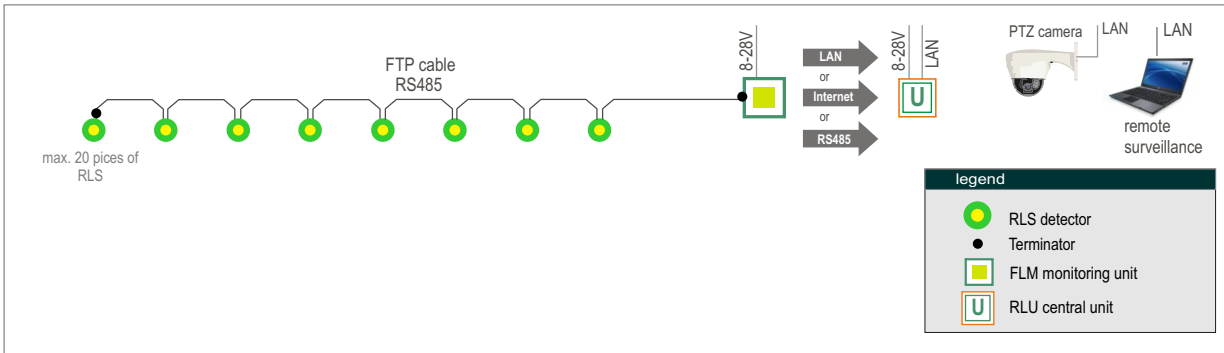 FTP cable
RS485
max. 20 pices of
RLS
8-28V
LAN
or
Internet
or
RS485
8-28V
LAN
U
PTZ camera
LAN
LAN
remote
surveillance
legend
RLS detector
Terminator
FLM monitoring unit
U
RLU central unit